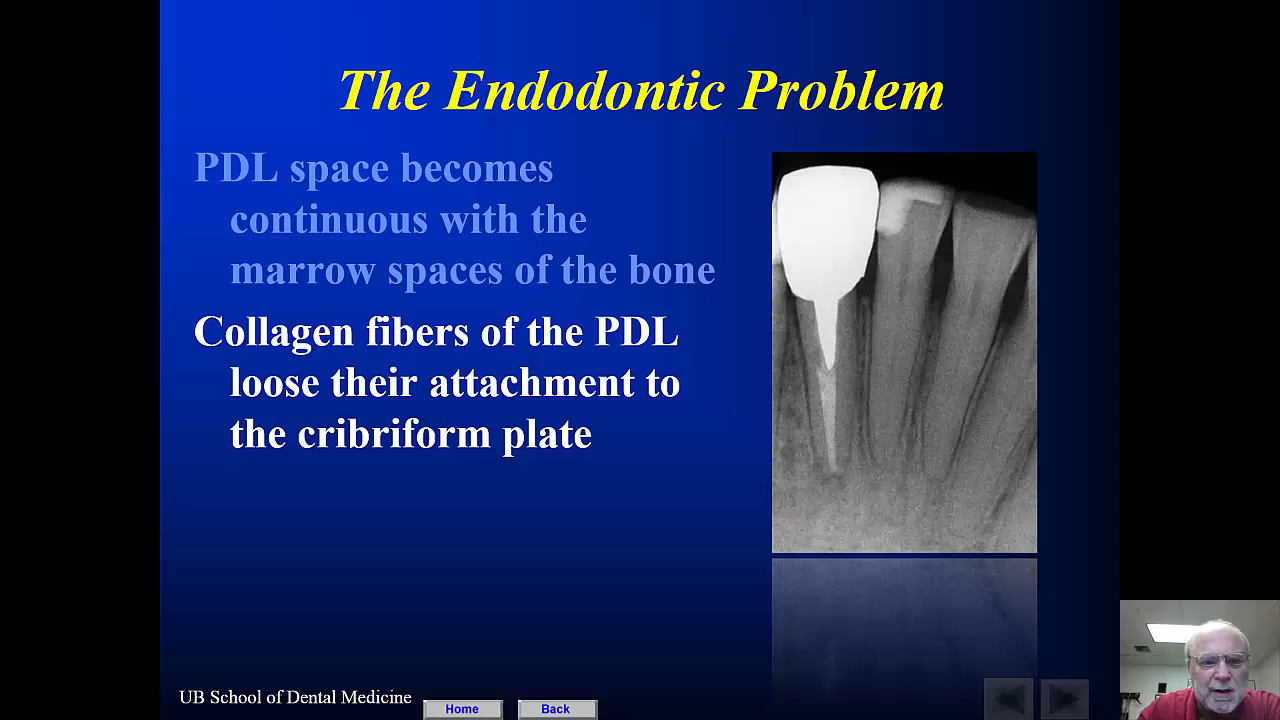 The Endodontic Problem
PDL space becomes
continuous with the
marrow spaces of the bone
Collagen fibers of the PDL
loose their attachment to
the cribriform plate
UB School of Dental Medicine
Home
Back